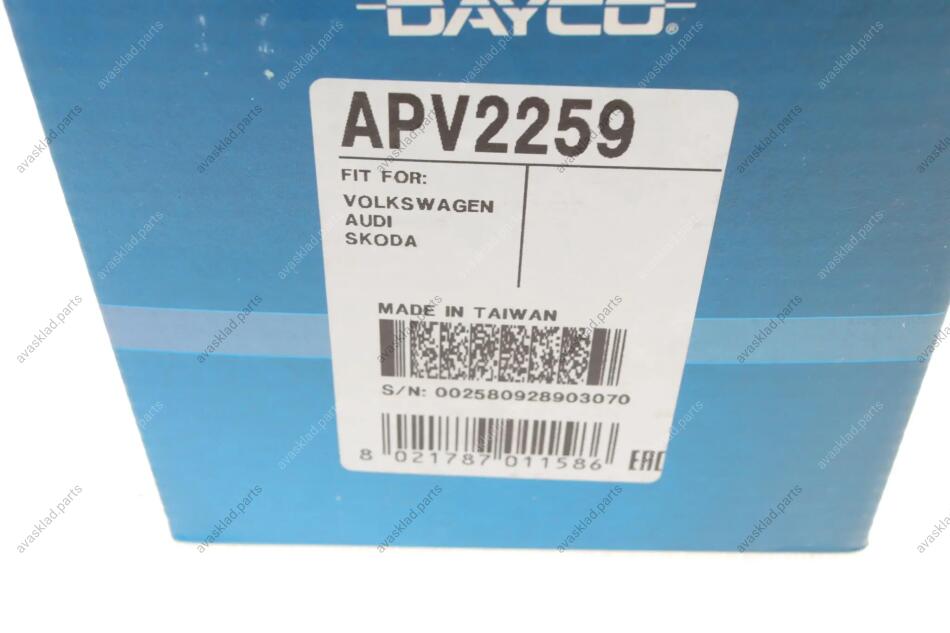 DAYCO®
APV2259
FIT FOR:
VOLKSWAGEN
AUDI
SKODA
MADE IN TAIWAN
S/N: 002580928903070
8 021787 011586 EAC
avasklad.parts